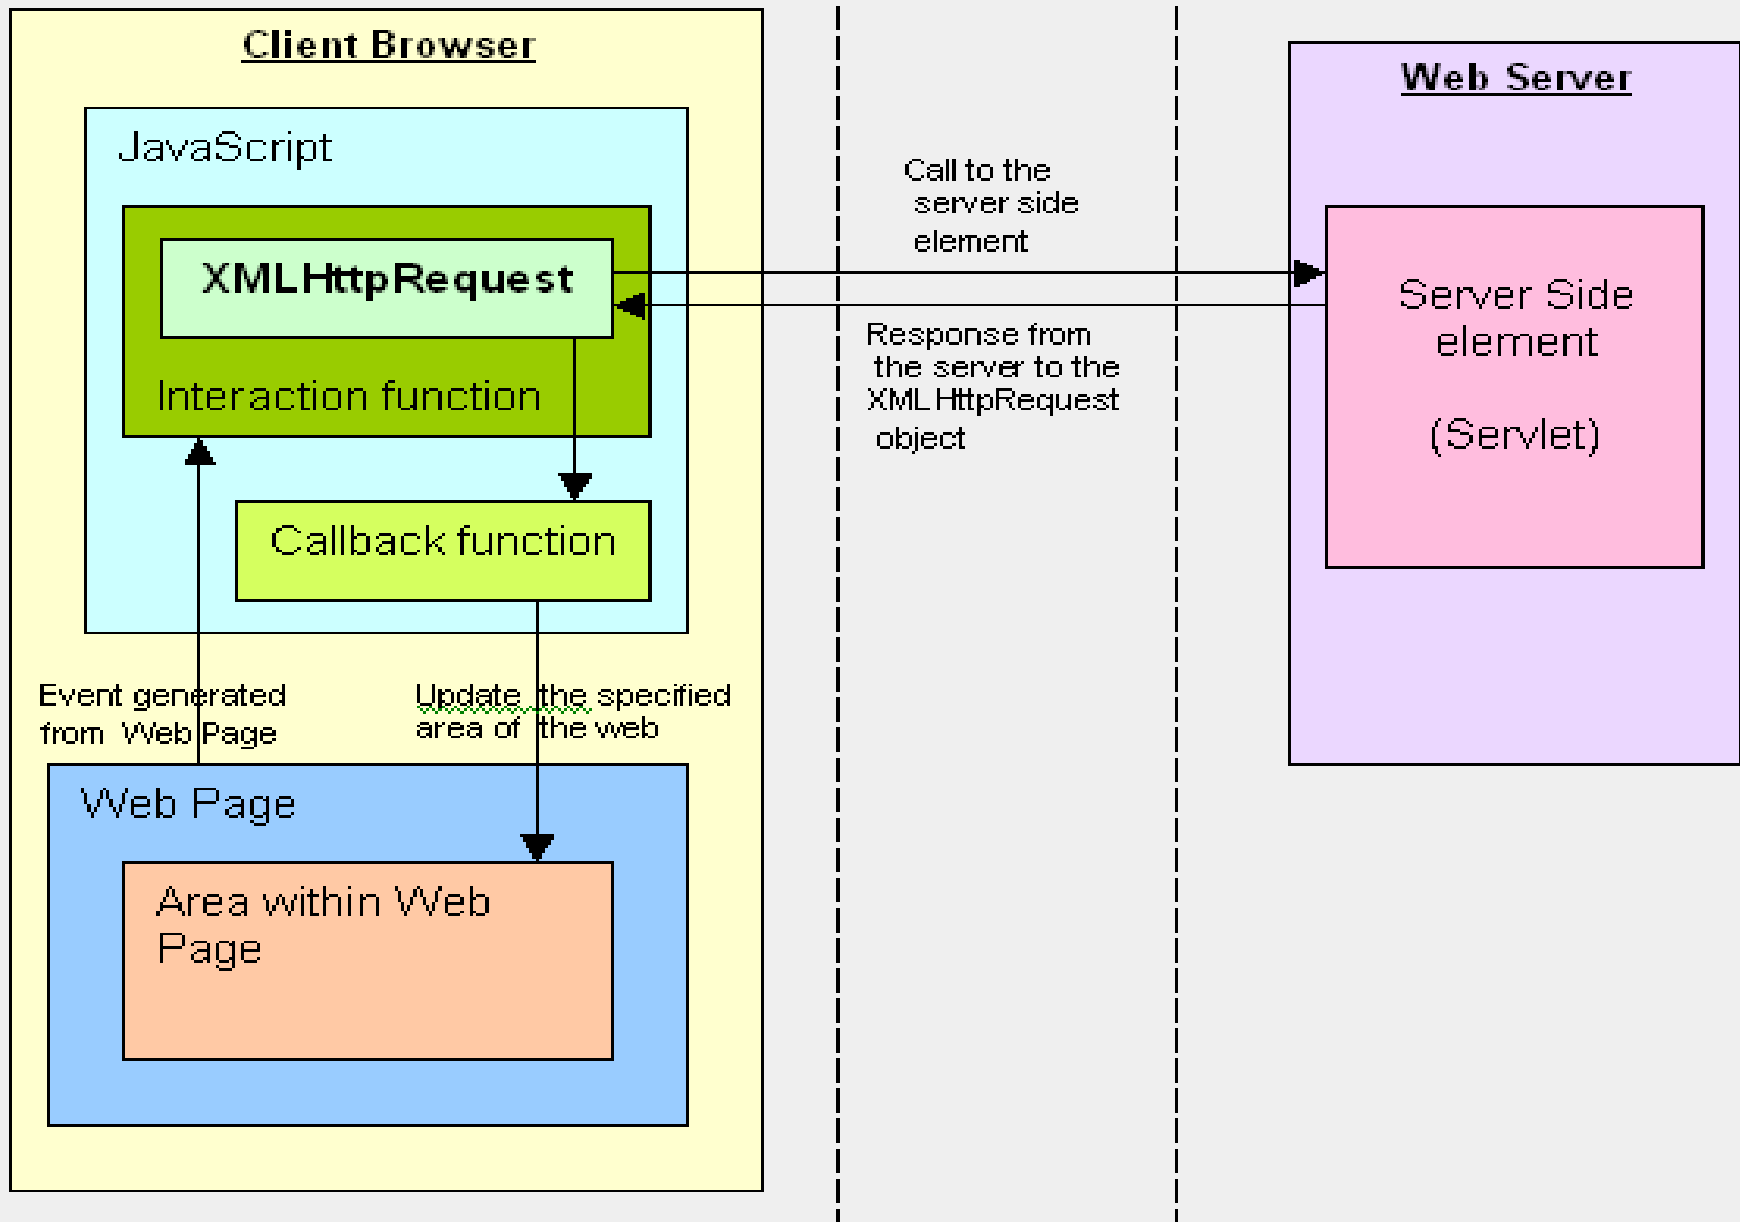 Client Browser
JavaScript
XMLHttpRequest
Interaction function
Callback function
Event generated
from Web Page
Update the specified
area of the web
Web Page
Area within Web
Page
Call to the
server side
element
Response from
the server to the
XMLHttpRequest
object
Web Server
Server Side
element
(Servlet)